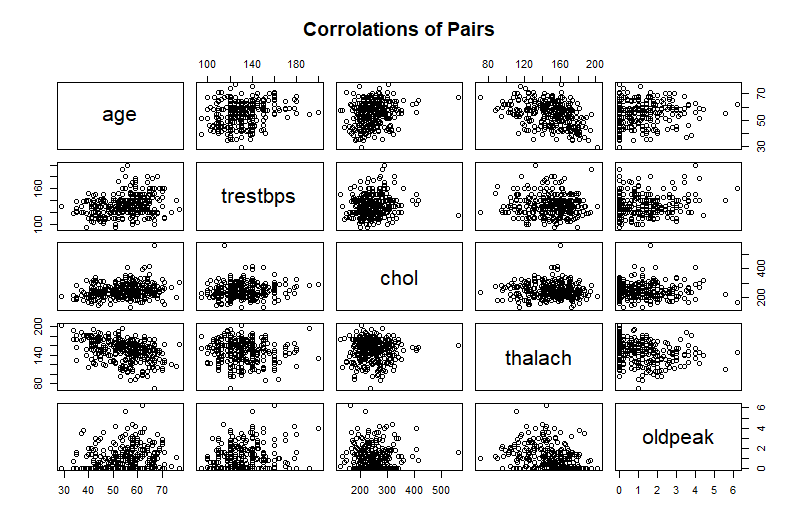 Corrolations of Pairs
100 140 180
80 120 160 200
age
30 50 70
100 160
trestbps
chol
200 400
80 140 200
thalach
oldpeak
0 2 4 6
30 40 50 60 70
200 300 400 500
0 1 2 3 4 5 6